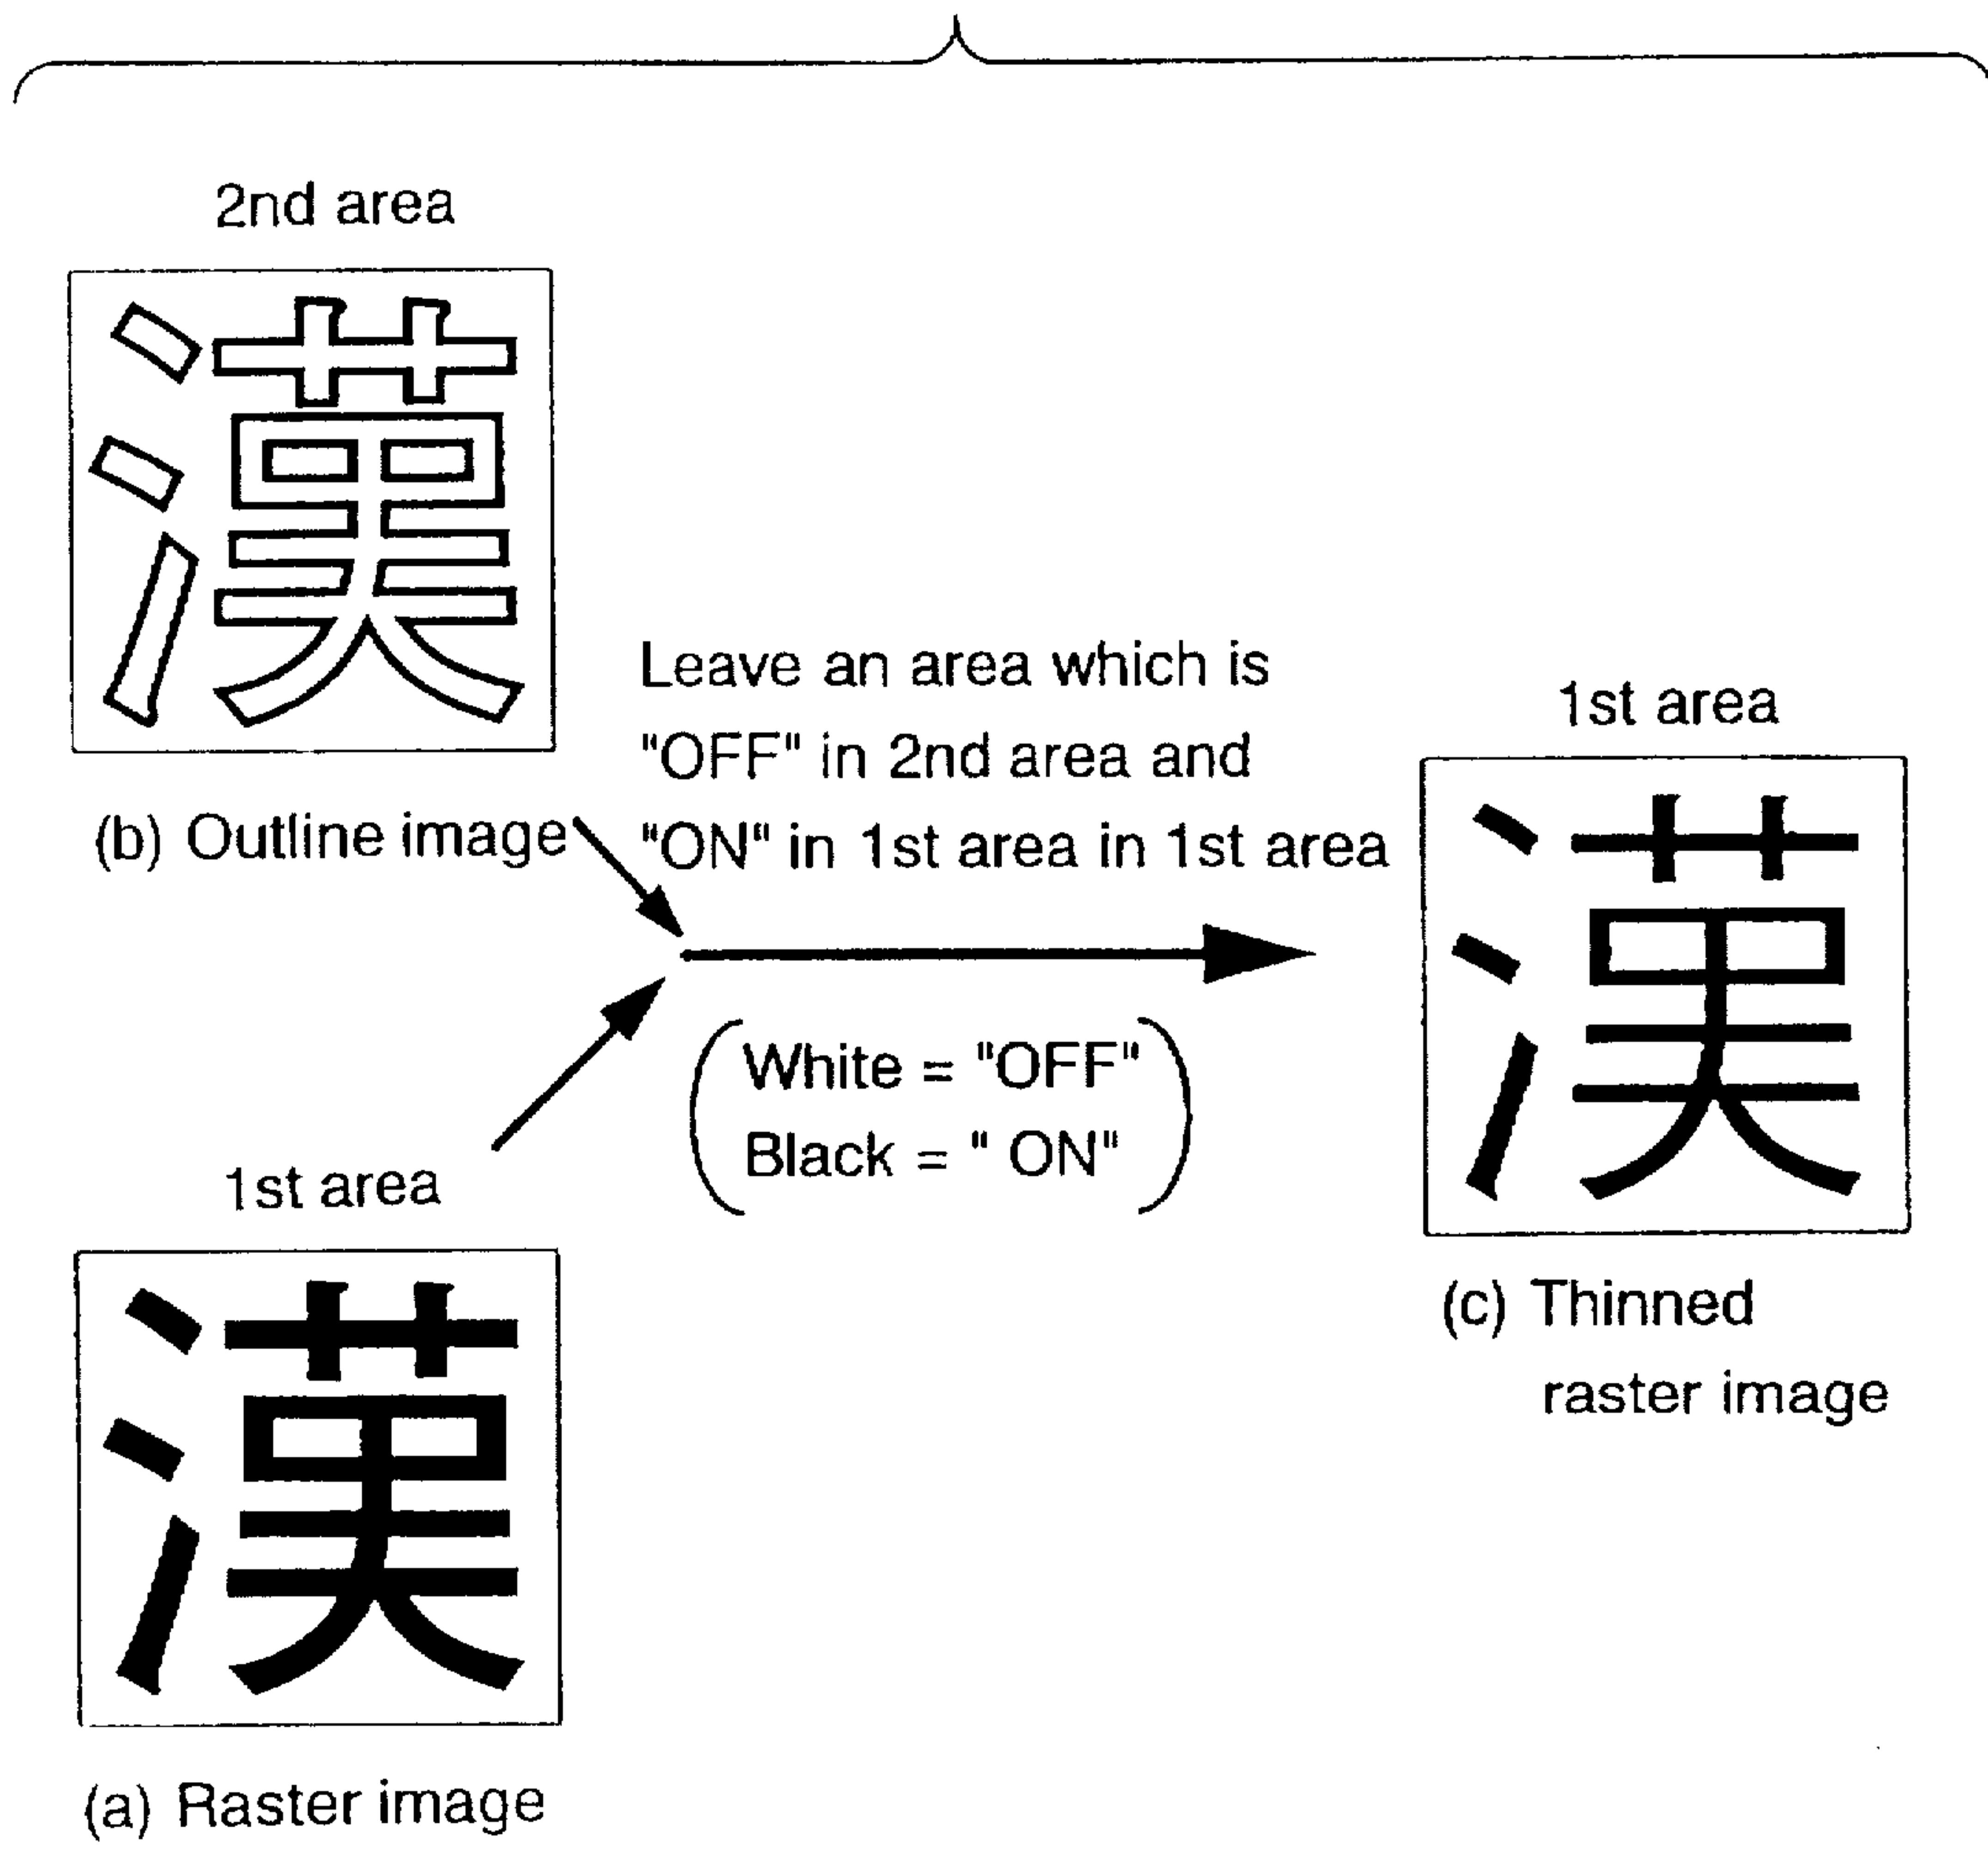 2nd area
漢
(b) Outline image
Leave an area which is
"OFF" in 2nd area and
"ON" in 1st area in 1st area
White = "OFF"
Black = " ON"
1st area
漢
(a) Raster image
1st area
漢
(c) Thinned
raster image